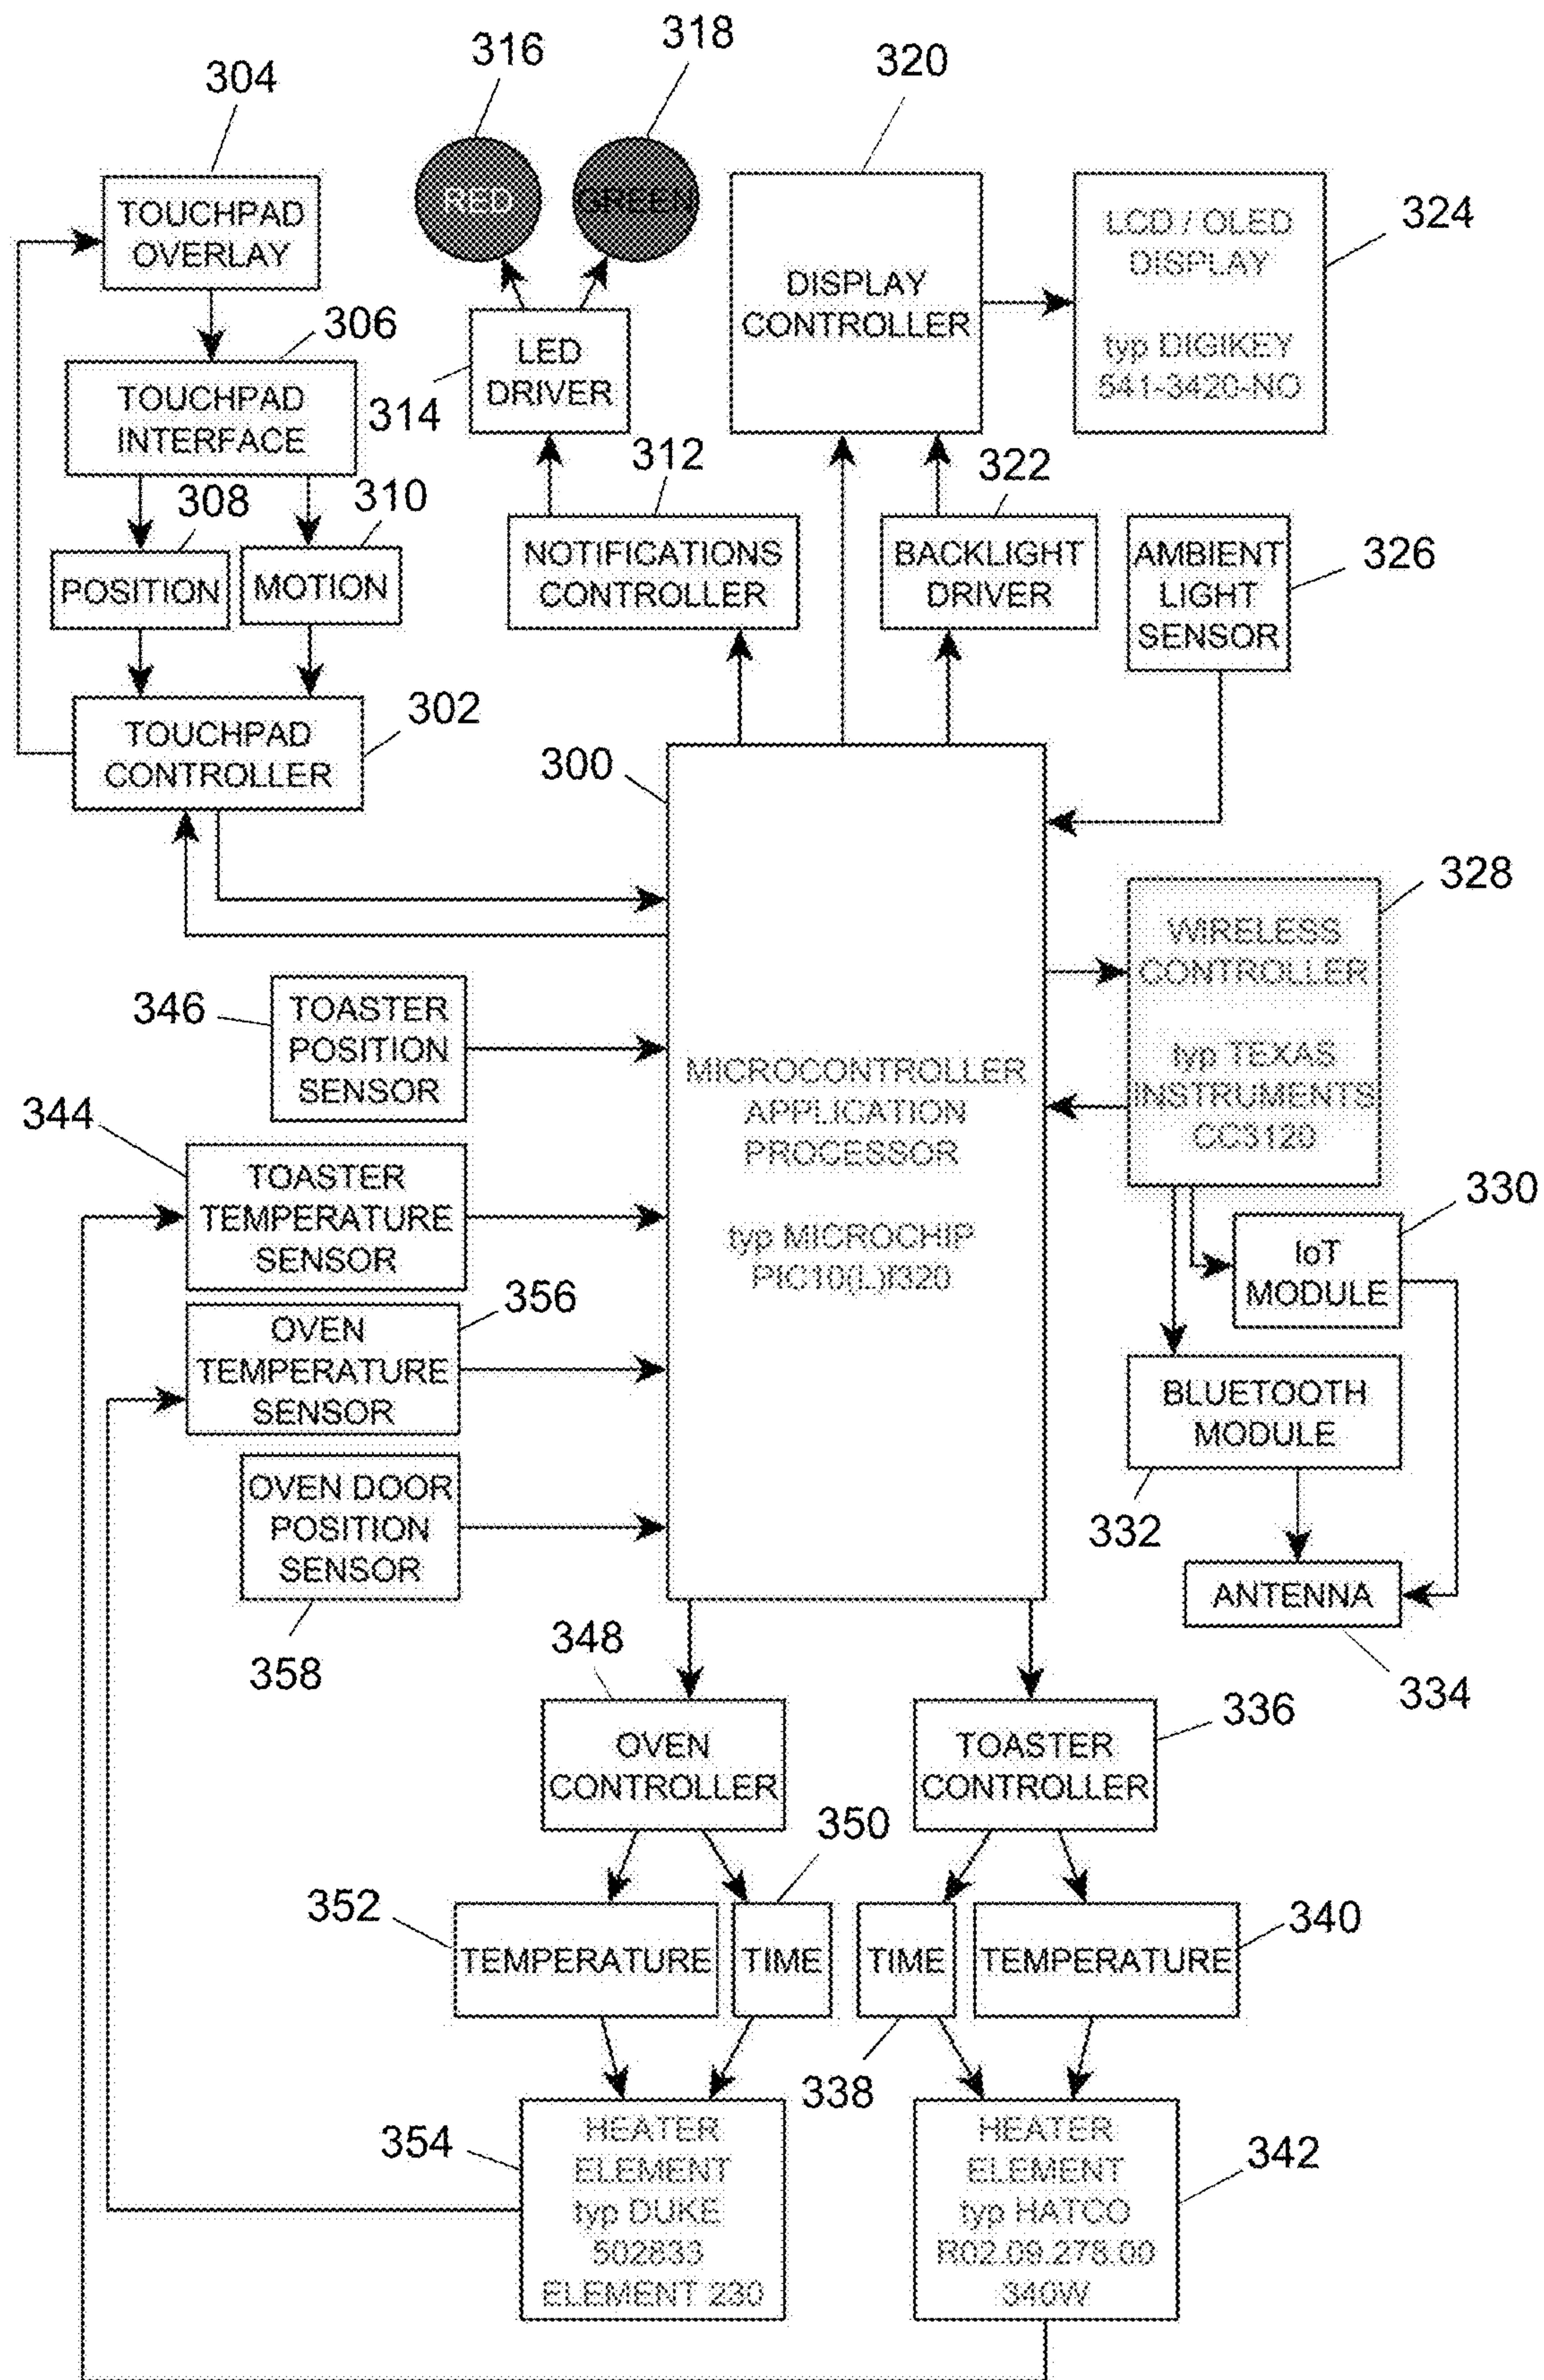 316
318
320
304
RED
GREEN
TOUCHPAD
OVERLAY
LCD / OLED
DISPLAY
typ DIGIKEY
541-3420-NO
324
DISPLAY
CONTROLLER
306
LED
DRIVER
314
TOUCHPAD
INTERFACE
312
322
308
310
POSITION
MOTION
NOTIFICATIONS
CONTROLLER
BACKLIGHT
DRIVER
AMBIENT
LIGHT
SENSOR
326
302
TOUCHPAD
CONTROLLER
300
328
WIRELESS
CONTROLLER
typ TEXAS
INSTRUMENTS
CC3120
346
TOASTER
POSITION
SENSOR
MICROCONTROLLER
APPLICATION
PROCESSOR
typ MICROCHIP
PIC10(L)f320
344
TOASTER
TEMPERATURE
SENSOR
330
IoT
MODULE
356
OVEN
TEMPERATURE
SENSOR
BLUETOOTH
MODULE
332
OVEN DOOR
POSITION
SENSOR
358
ANTENNA
334
348
336
OVEN
CONTROLLER
TOASTER
CONTROLLER
350
352
340
TEMPERATURE
TIME
TIME
TEMPERATURE
338
354
HEATER
ELEMENT
typ DUKE
502833
ELEMENT 230
HEATER
ELEMENT
typ HATCO
R02.09.278.00
340W
342